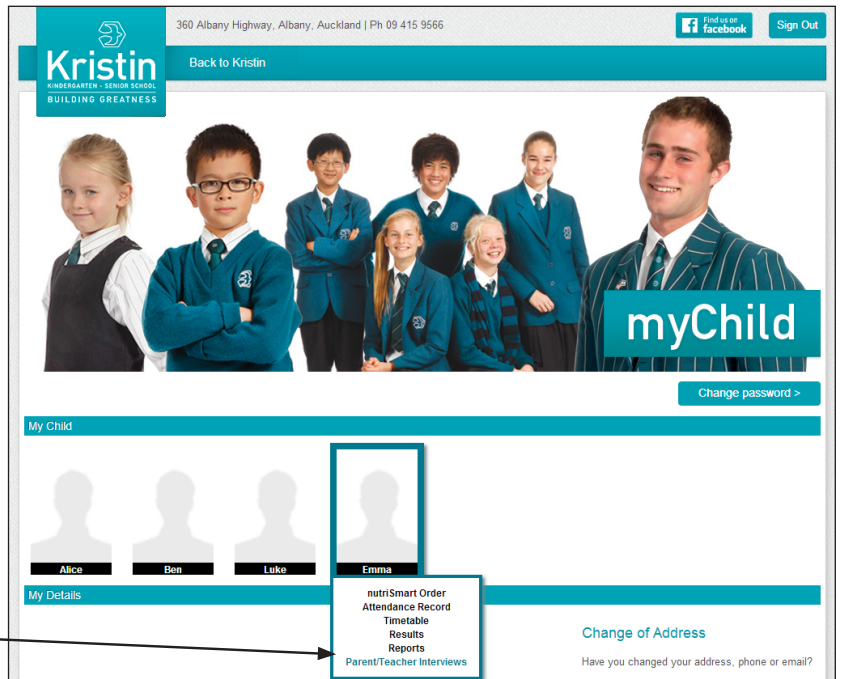 360 Albany Highway, Albany, Auckland | Ph 09 415 9566
Find us on
facebook
Sign Out
Kristin
KINDERGARTEN - SENIOR SCHOOL
BUILDING GREATNESS
Back to Kristin
myChild
Change password >
My Child
Alice
Ben
Luke
Emma
nutriSmart Order
Attendance Record
Timetable
Results
Reports
Parent/Teacher Interviews
My Details
Change of Address
Have you changed your address, phone or email?